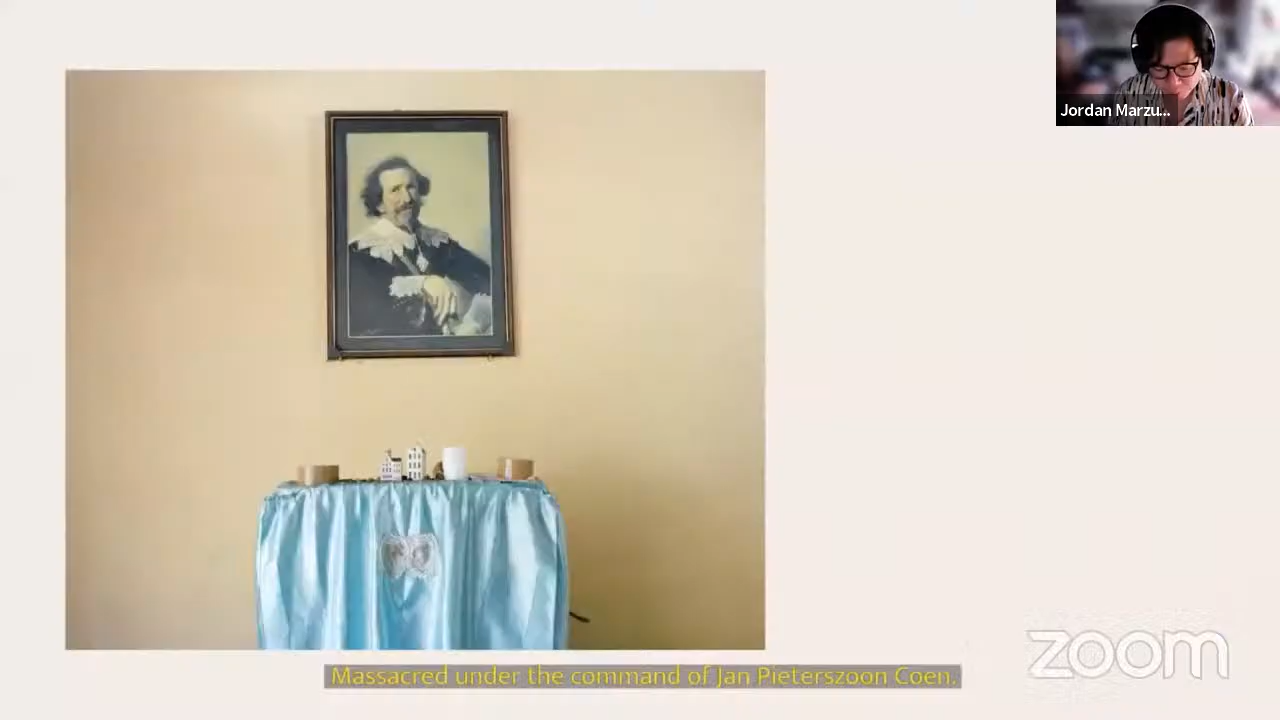 Jordan Marzu...
Massacred under the command of Jan Pieterszoon Coen.
zoom